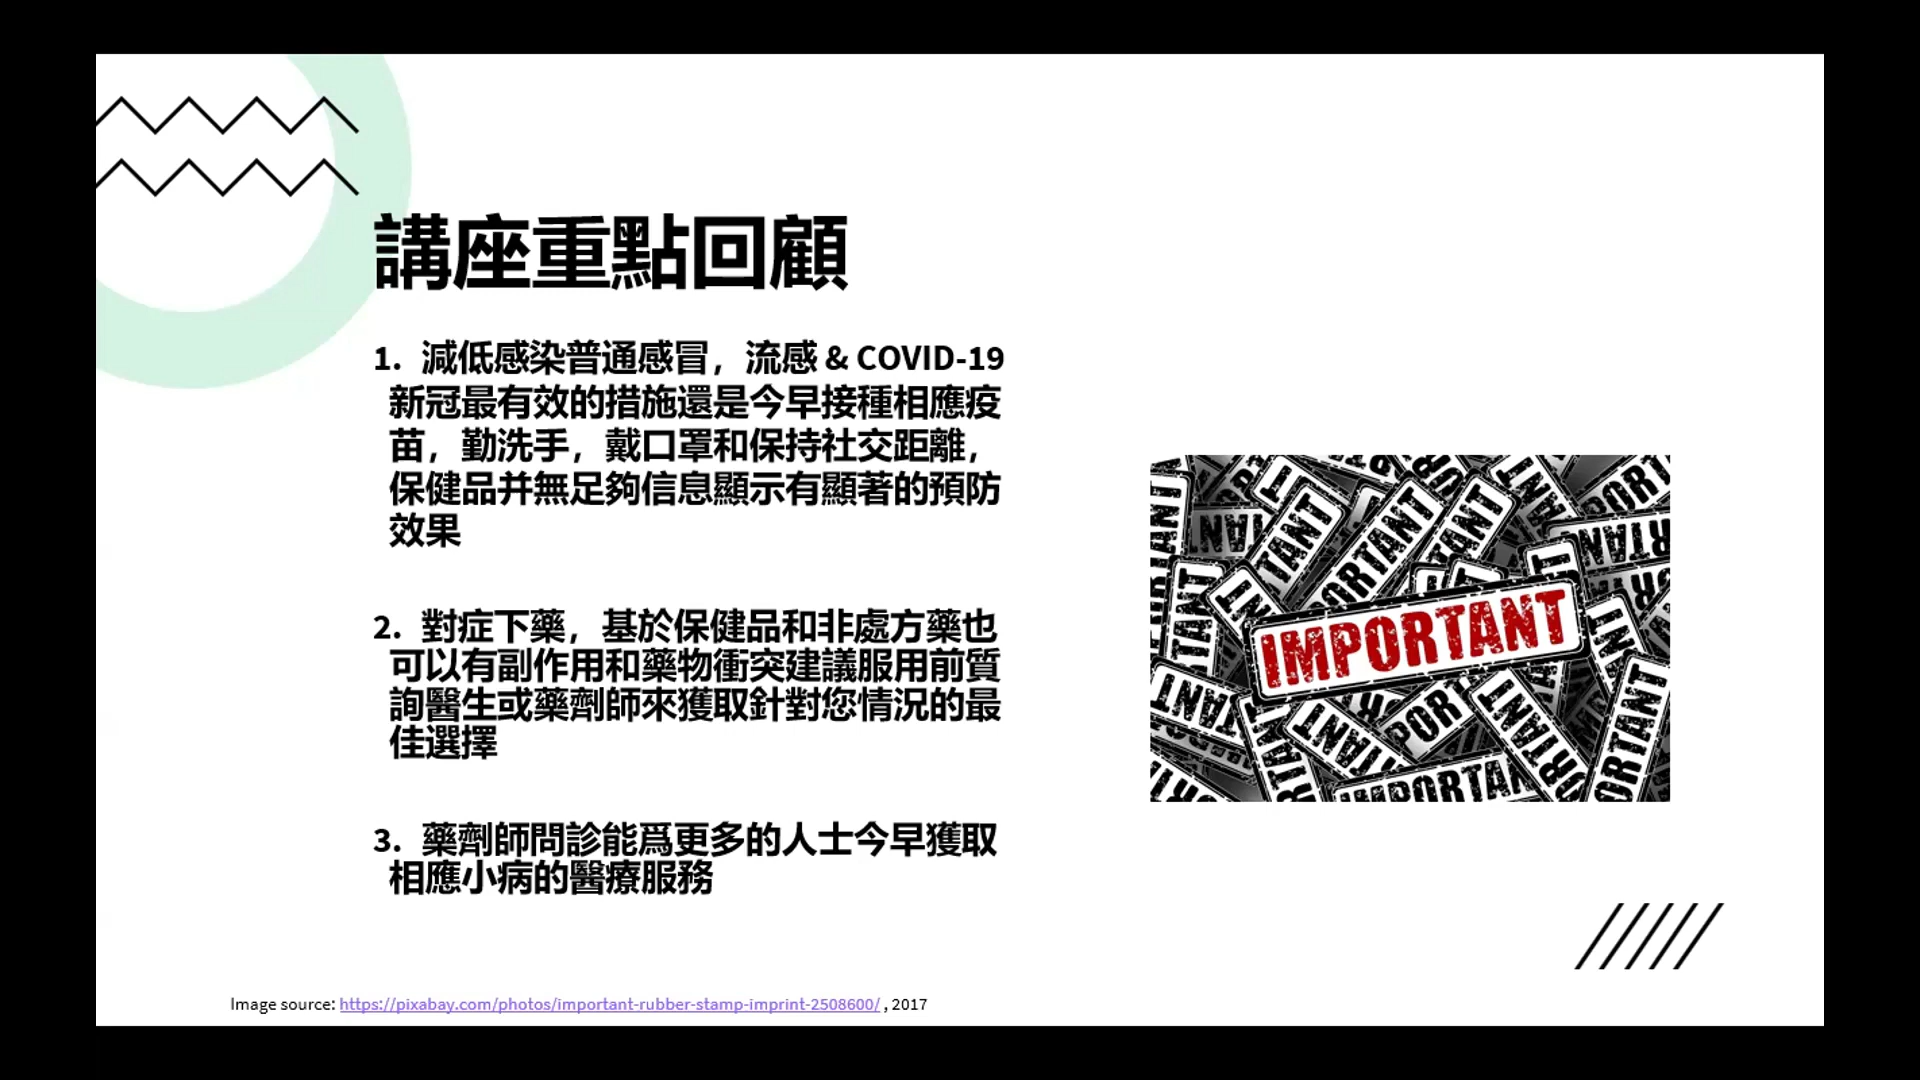 講座重點回顧
1. 減低感染普通感冒，流感 & COVID-19
新冠最有效的措施還是今早接種相應疫
苗，勤洗手，戴口罩和保持社交距離，
保健品并無足夠信息顯示有顯著的預防
效果
2. 對症下藥，基於保健品和非處方藥也
可以有副作用和藥物衝突建議服用前質
詢醫生或藥劑師來獲取針對您情況的最
佳選擇
3. 藥劑師問診能爲更多的人士今早獲取
相應小病的醫療服務
IMPORTANT
Image source: https://pixabay.com/photos/important-rubber-stamp-imprint-2508600/ , 2017